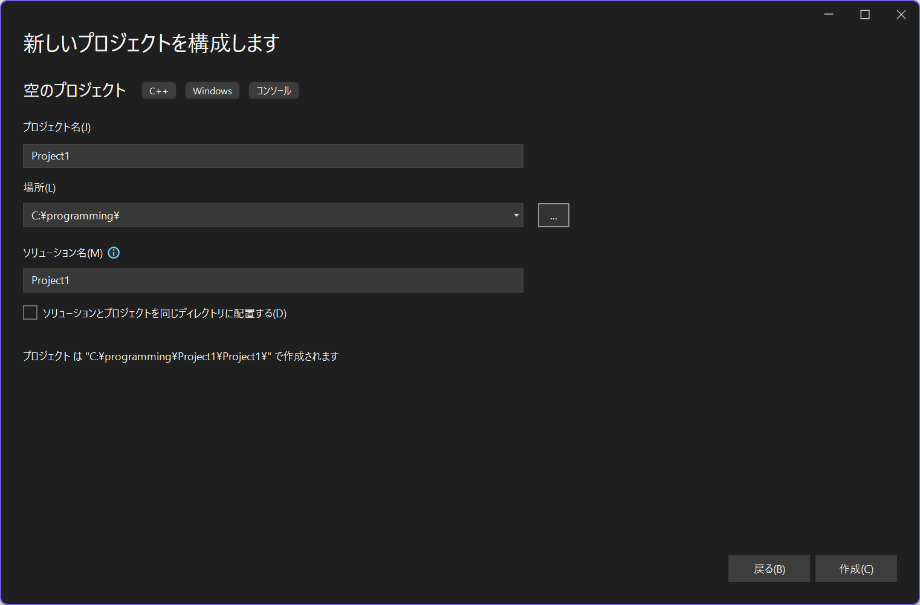 新しいプロジェクトを構成します
空のプロジェクト C++ Windows コンソール
プロジェクト名(J)
Project1
場所(L)
C:¥programming¥
...
ソリューション名(M)
Project1
ソリューションとプロジェクトを同じディレクトリに配置する(D)
プロジェクト は "C:¥programming¥Project1¥Project1¥" で作成されます
戻る(B) 作成(C)